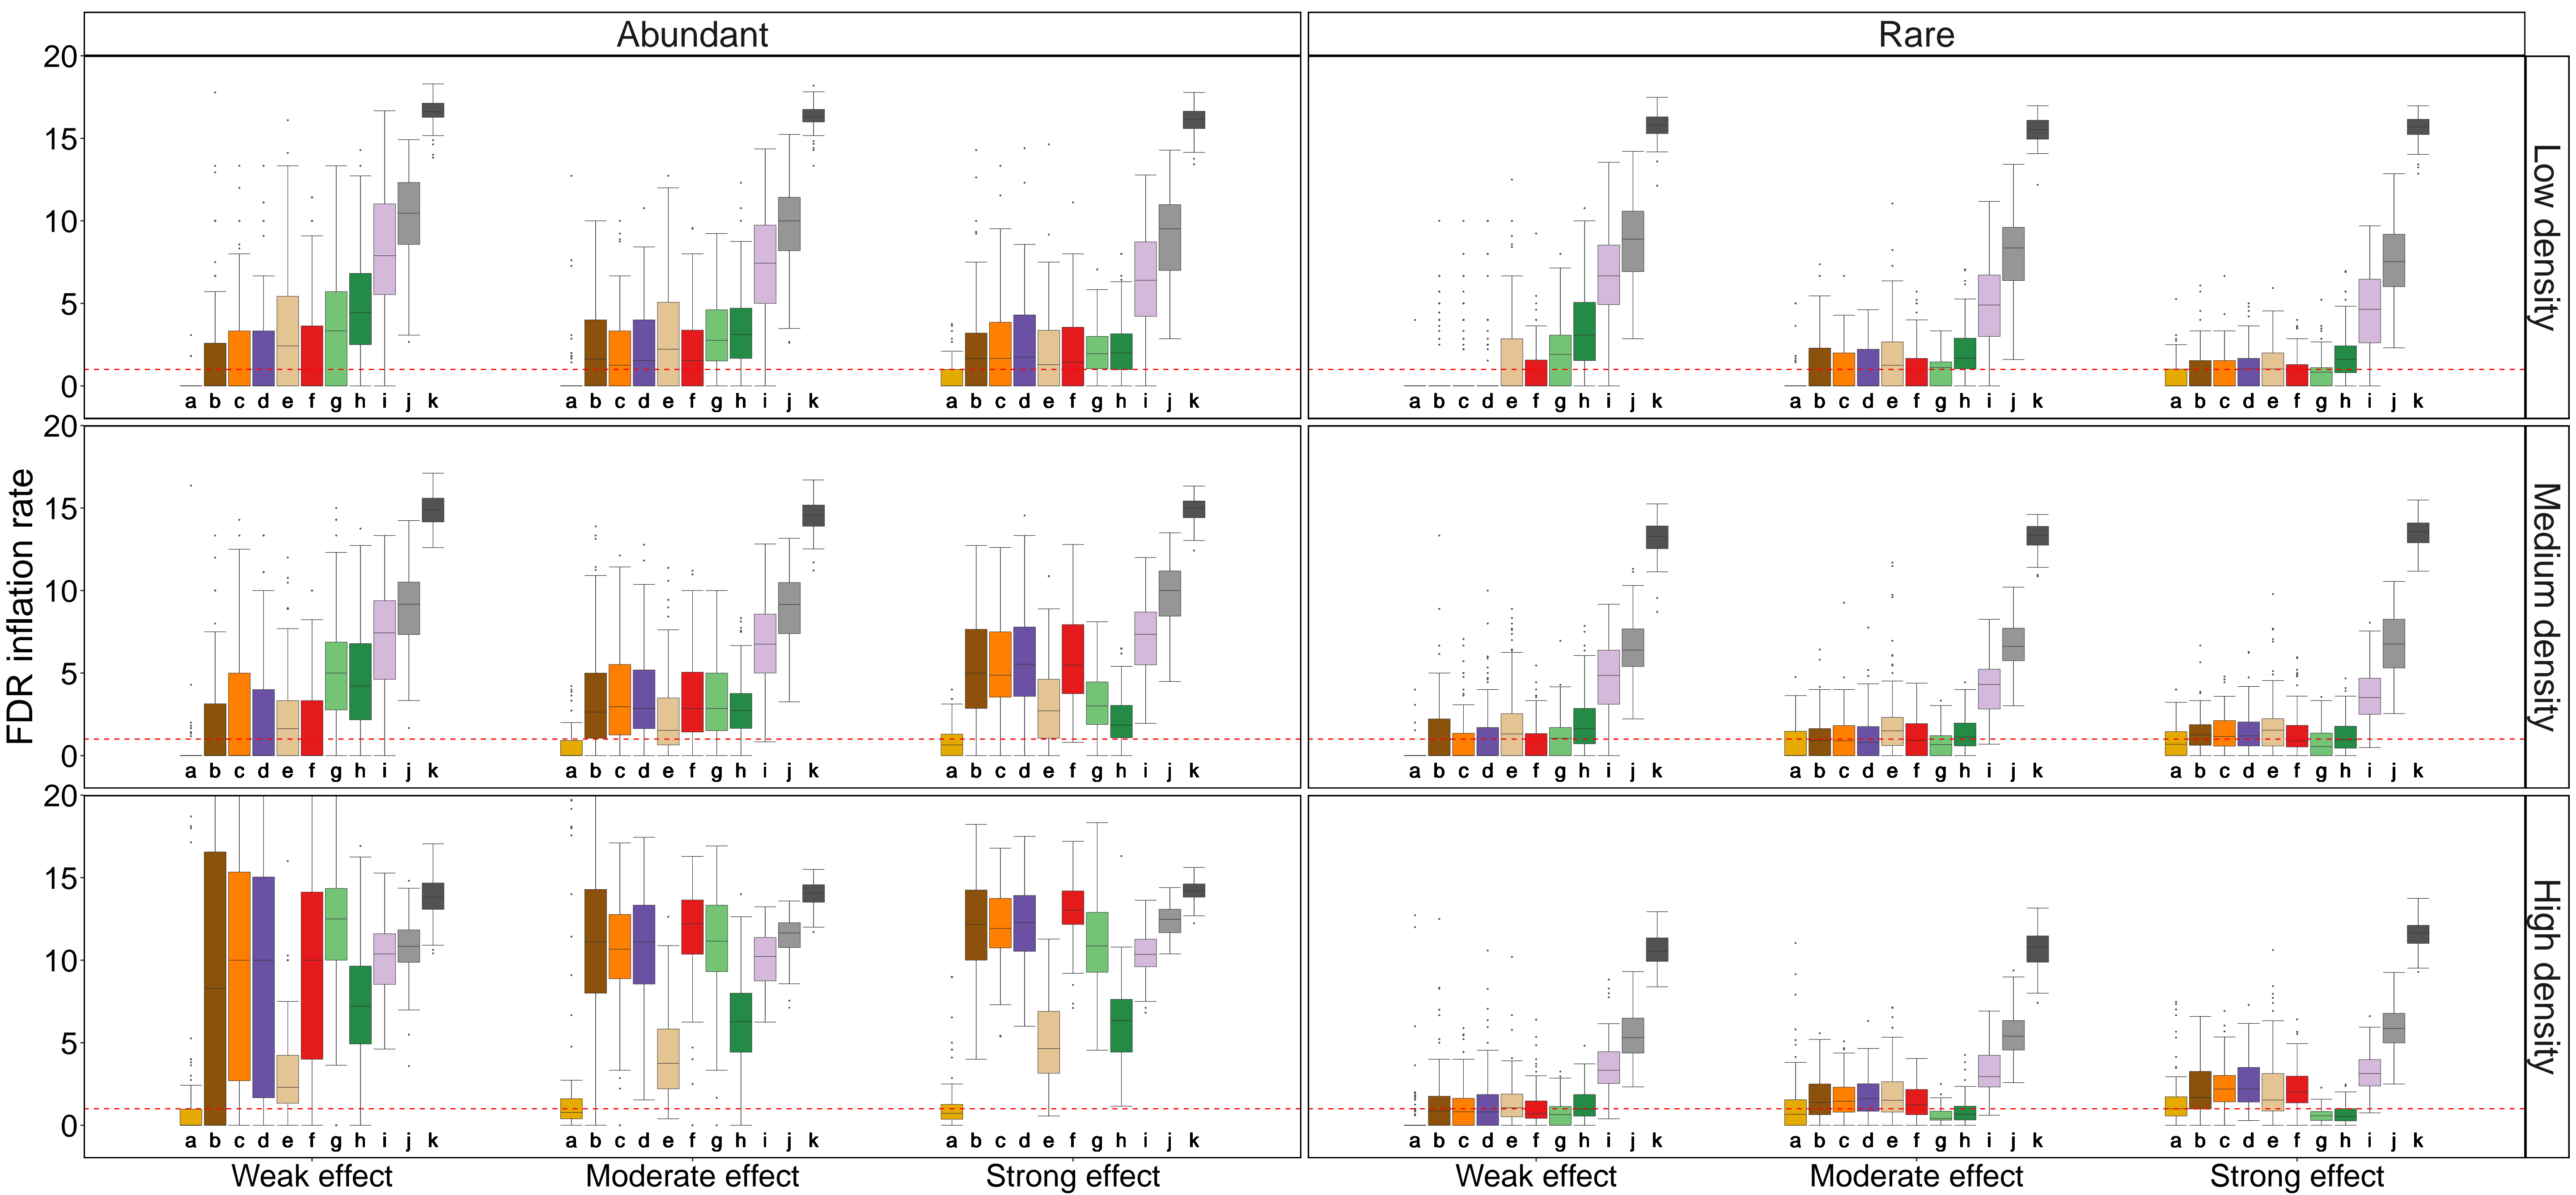 Abundant
Rare
20
15
10
5
0
a b c d e f g h i j k
a b c d e f g h i j k
a b c d e f g h i j k
a b c d e f g h i j k
a b c d e f g h i j k
a b c d e f g h i j k
Low density
FDR inflation rate
20
15
10
5
0
a b c d e f g h i j k
a b c d e f g h i j k
a b c d e f g h i j k
a b c d e f g h i j k
a b c d e f g h i j k
a b c d e f g h i j k
Medium density
20
15
10
5
0
a b c d e f g h i j k
a b c d e f g h i j k
a b c d e f g h i j k
a b c d e f g h i j k
a b c d e f g h i j k
a b c d e f g h i j k
High density
Weak effect
Moderate effect
Strong effect
Weak effect
Moderate effect
Strong effect